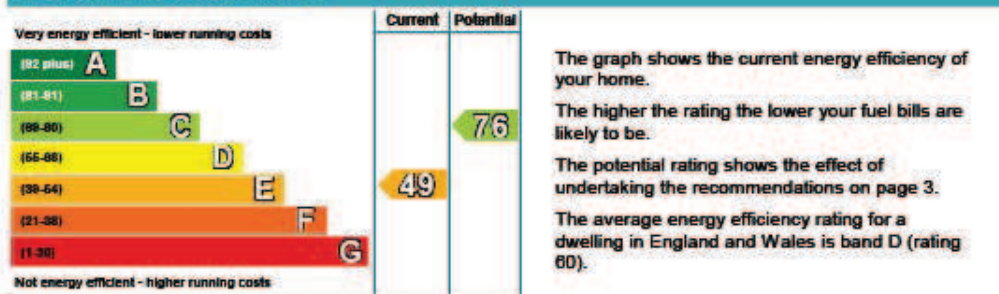 Current Potential
Very energy efficient - lower running costs
(92 plus) A
(81-91) B
(69-80) C
76
(55-68) D
(39-54) E
49
(21-38) F
(1-20) G
Not energy efficient - higher running costs
The graph shows the current energy efficiency of
your home.
The higher the rating the lower your fuel bills are
likely to be.
The potential rating shows the effect of
undertaking the recommendations on page 3.
The average energy efficiency rating for a
dwelling in England and Wales is band D (rating
60).